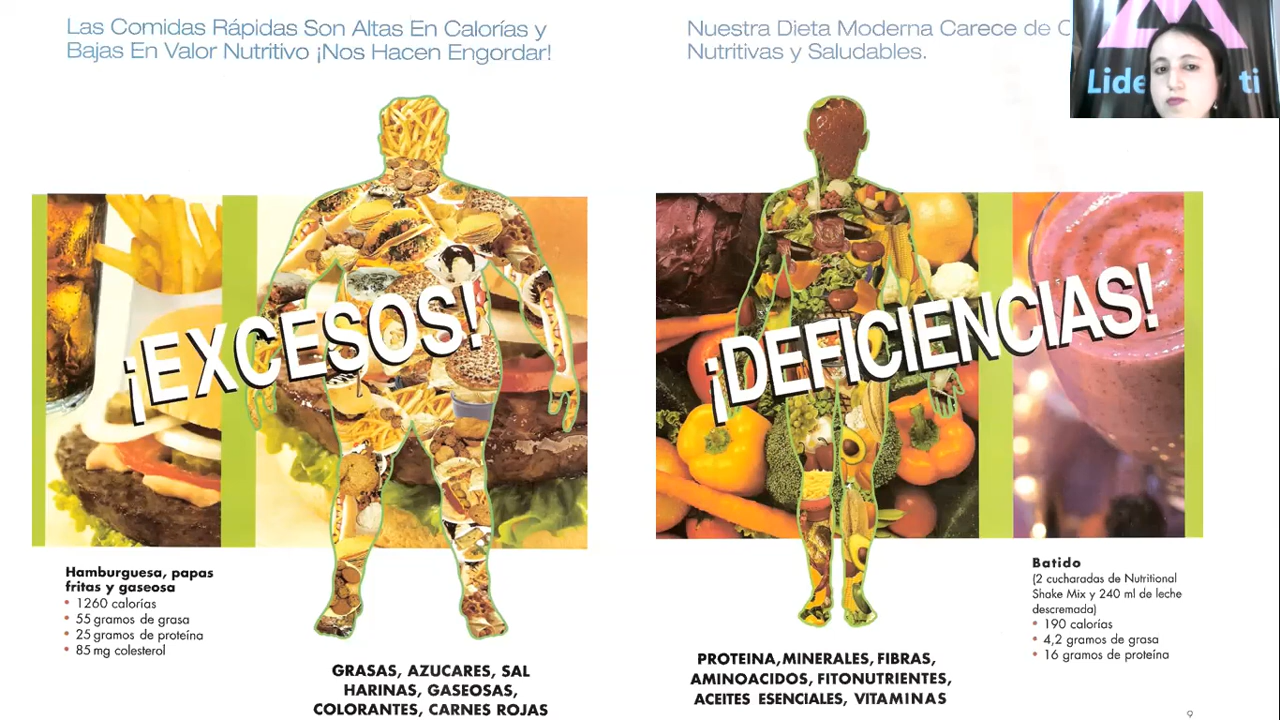 Las Comidas Rápidas Son Altas En Calorías y
Bajas En Valor Nutritivo ¡Nos Hacen Engordar!
Nuestra Dieta Moderna Carece de
Nutritivas y Saludables.
¡EXCESOS!
¡DEFICIENCIAS!
Hamburguesa, papas
fritas y gaseosa
• 1260 calorías
• 55 gramos de grasa
• 25 gramos de proteína
• 85 mg colesterol
GRASAS, AZUCARES, SAL
HARINAS, GASEOSAS,
COLORANTES, CARNES ROJAS
PROTEINA, MINERALES, FIBRAS,
AMINOACIDOS, FITONUTRIENTES,
ACEITES ESENCIALES, VITAMINAS
Batido
(2 cucharadas de Nutritional
Shake Mix y 240 ml de leche
descremada)
• 190 calorías
• 4,2 gramos de grasa
• 16 gramos de proteína
9